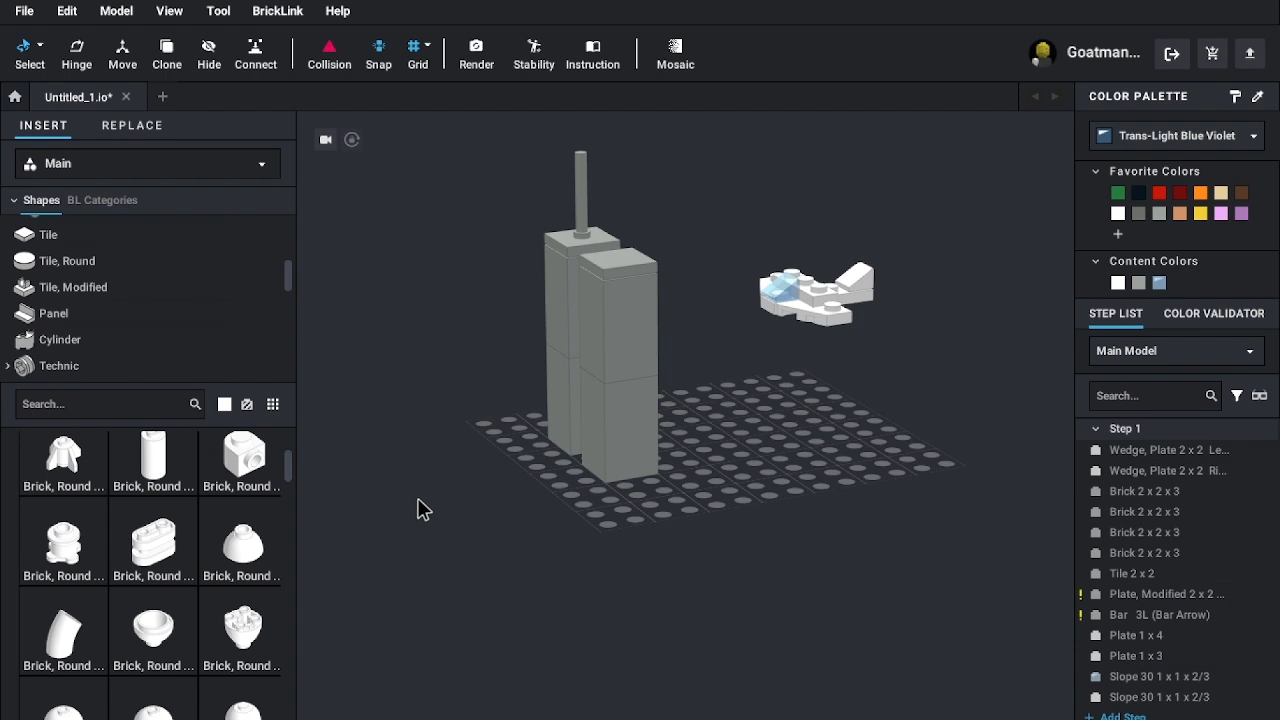 File Edit Model View Tool BrickLink Help
Select Hinge Move Clone Hide Connect Collision Snap Grid Render Stability Instruction Mosaic Goatman...
Untitled_1.io*
INSERT REPLACE
Main
Shapes BL Categories
Tile
Tile, Round
Tile, Modified
Panel
Cylinder
Technic
Search...
Brick, Round ... Brick, Round ... Brick, Round ..
Brick, Round ... Brick, Round ... Brick, Round ..
Brick, Round ... Brick, Round ... Brick, Round ..
COLOR PALETTE
Trans-Light Blue Violet
Favorite Colors
Content Colors
STEP LIST COLOR VALIDATOR
Main Model
Search...
Step 1
Wedge, Plate 2 x 2 Le...
Wedge, Plate 2 x 2 Ri...
Brick 2 x 2 x 3
Brick 2 x 2 x 3
Brick 2 x 2 x 3
Brick 2 x 2 x 3
Tile 2 x 2
! Plate, Modified 2 x 2 ...
! Bar 3L (Bar Arrow)
Plate 1 x 4
Plate 1 x 3
Slope 30 1 x 1 x 2/3
Slope 30 1 x 1 x 2/3
+ Add Step